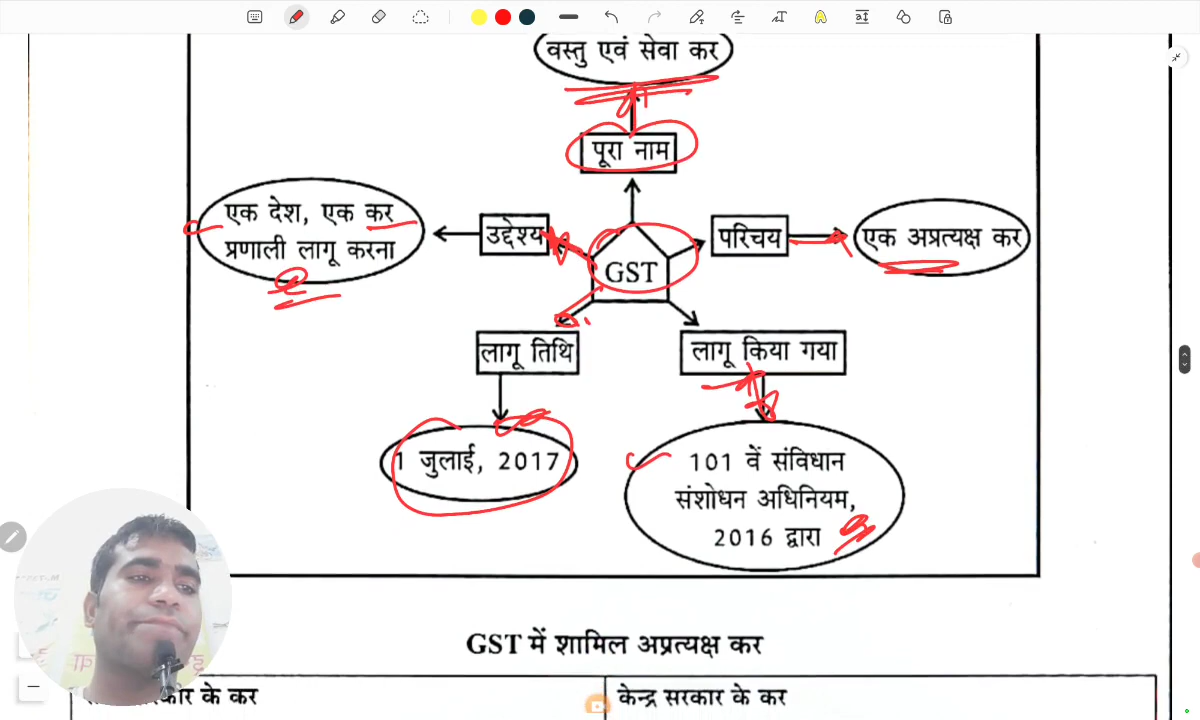 वस्तु एवं सेवा कर
पूरा नाम
एक देश, एक कर
प्रणाली लागू करना
उद्देश्य
GST
परिचय
एक अप्रत्यक्ष कर
लागू तिथि
लागू किया गया
1 जुलाई, 2017
101 वें संविधान
संशोधन अधिनियम,
2016 द्वारा
GST में शामिल अप्रत्यक्ष कर
के कर
केन्द्र सरकार के कर